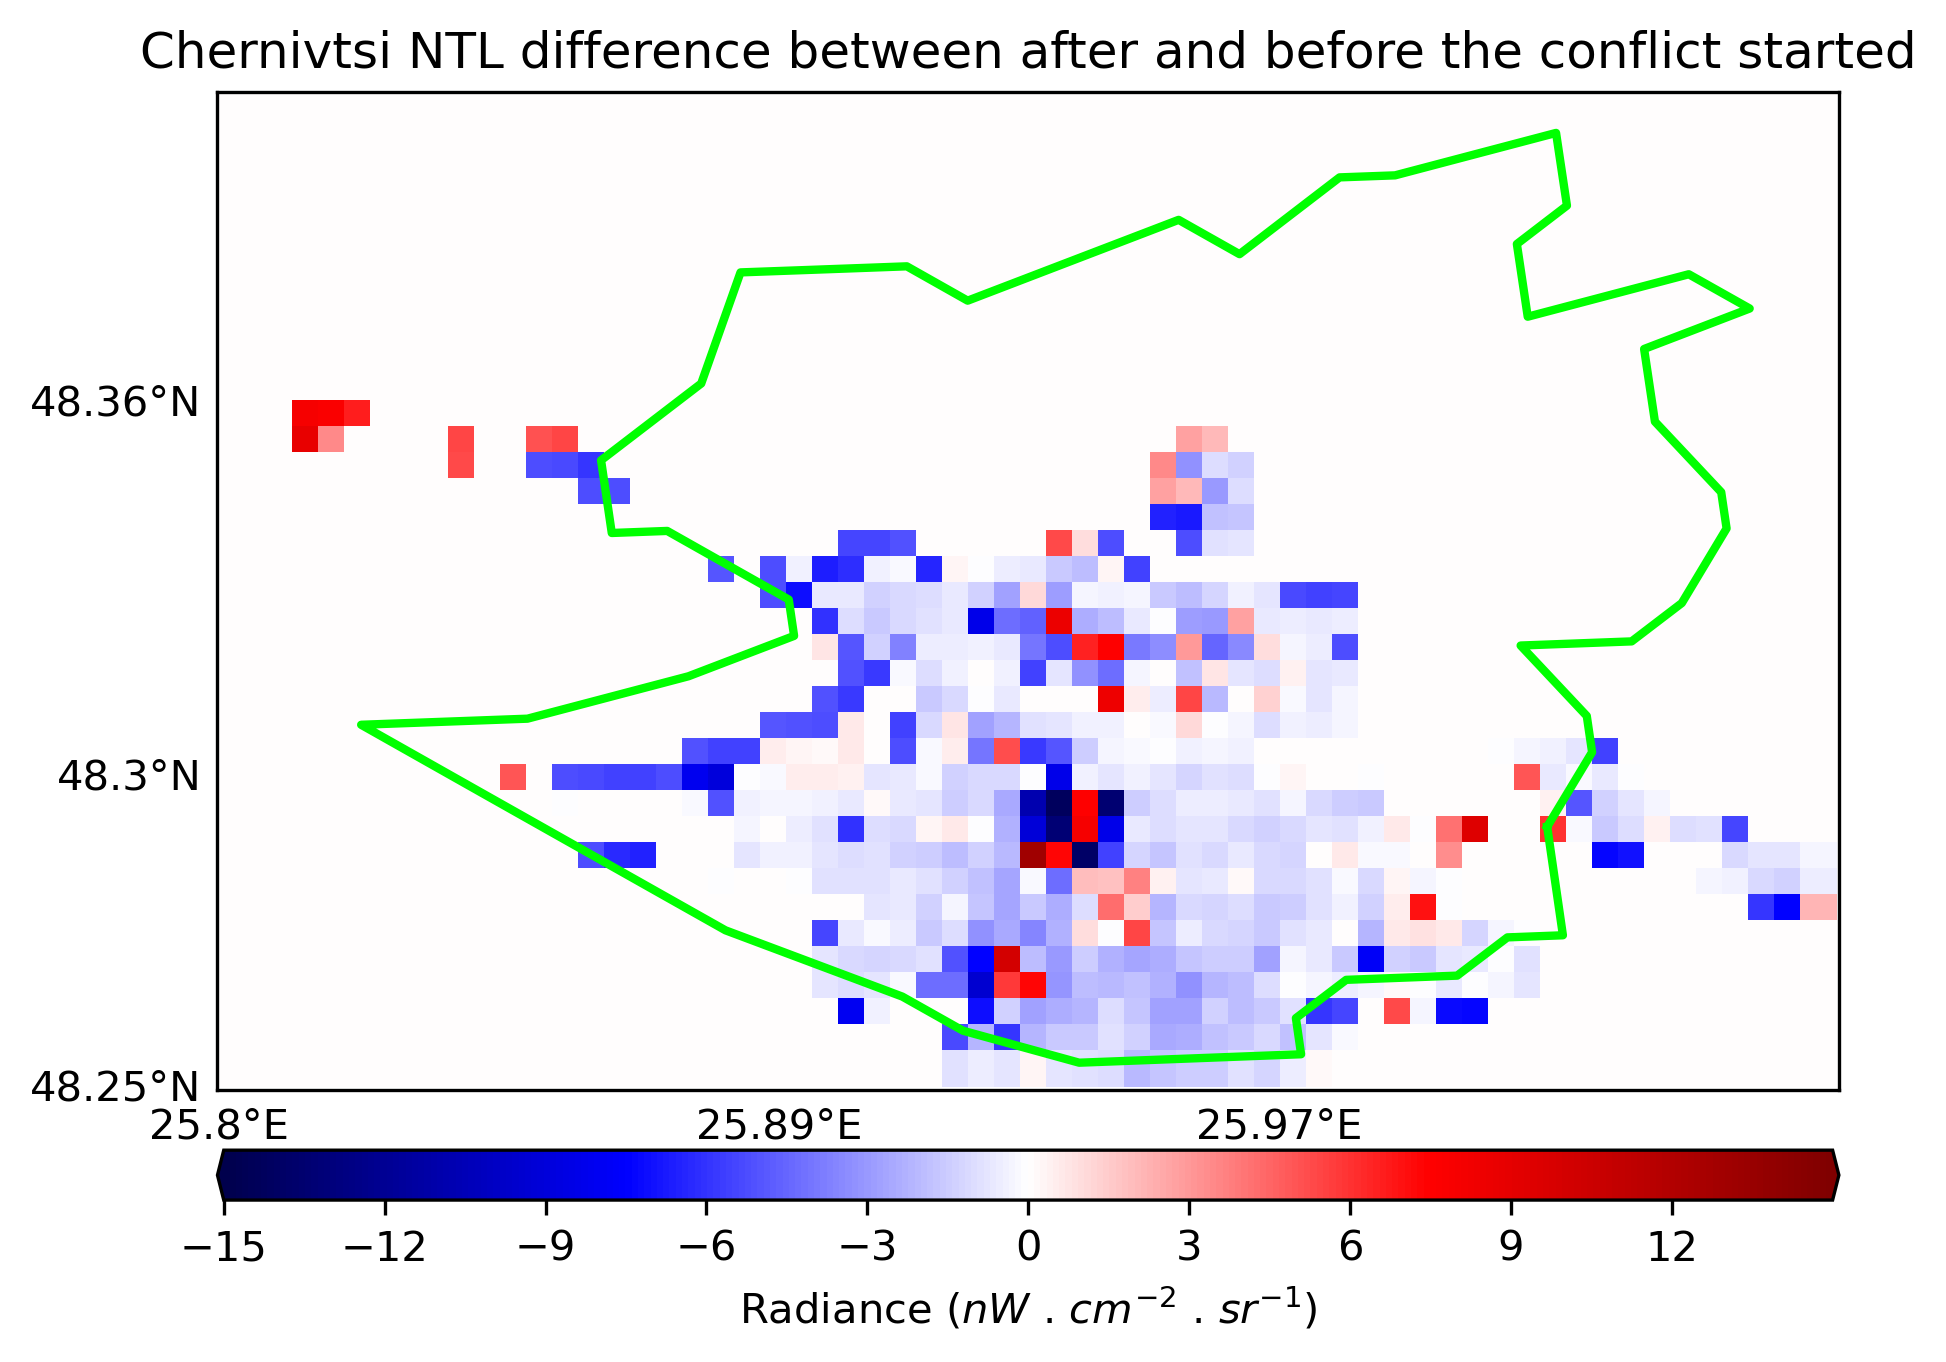 Chernivtsi NTL difference between after and before the conflict started
48.36°N
48.3°N
48.25°N
25.8°E 25.89°E 25.97°E
−15 −12 −9 −6 −3 0 3 6 9 12
Radiance (nW . cm⁻² . sr⁻¹)